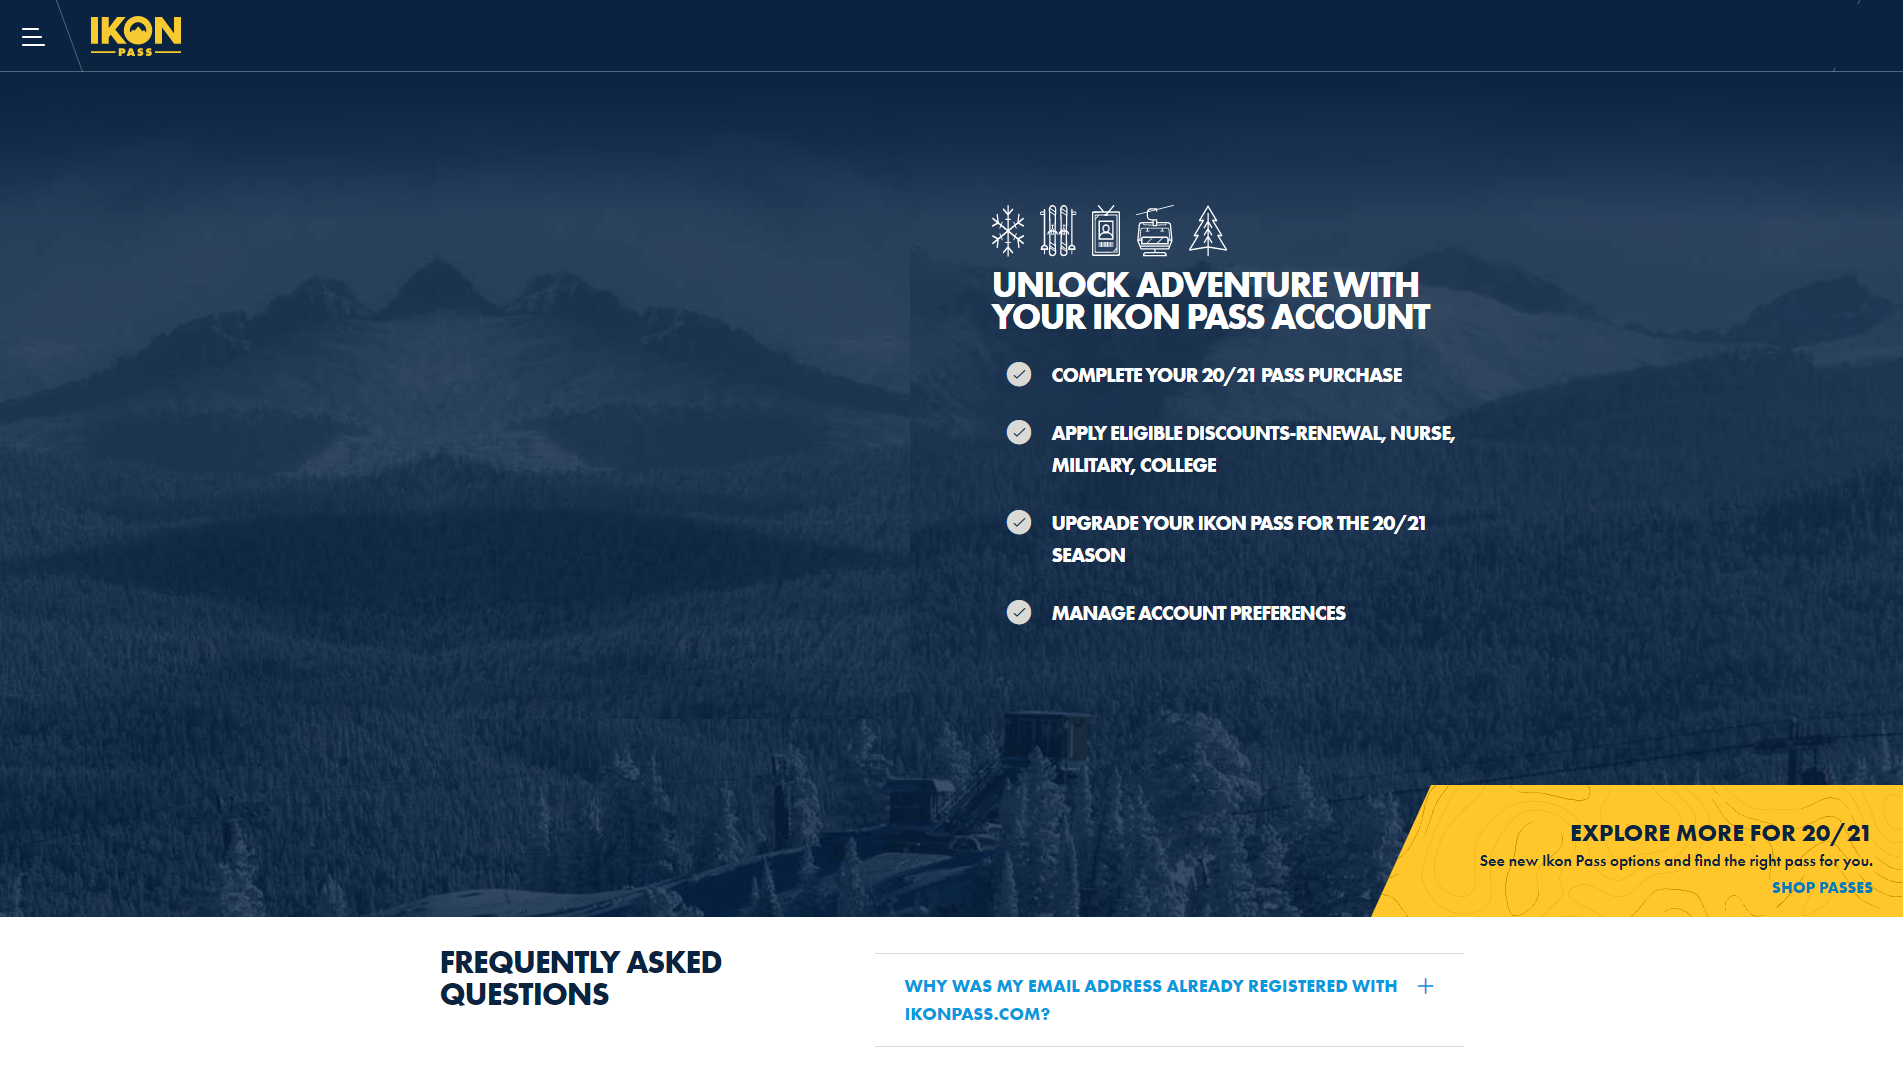 IKON
PASS
UNLOCK ADVENTURE WITH
YOUR IKON PASS ACCOUNT
COMPLETE YOUR 20/21 PASS PURCHASE
APPLY ELIGIBLE DISCOUNTS-RENEWAL, NURSE,
MILITARY, COLLEGE
UPGRADE YOUR IKON PASS FOR THE 20/21
SEASON
MANAGE ACCOUNT PREFERENCES
EXPLORE MORE FOR 20/21
See new Ikon Pass options and find the right pass for you.
SHOP PASSES
FREQUENTLY ASKED
QUESTIONS
WHY WAS MY EMAIL ADDRESS ALREADY REGISTERED WITH
IKONPASS.COM?